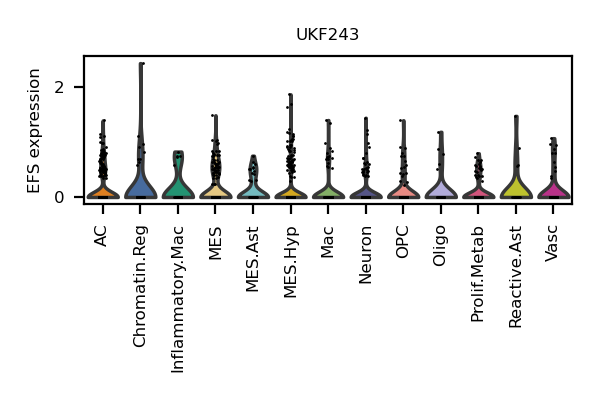 UKF243
EFS expression
2
0
AC
Chromatin.Reg
Inflammatory.Mac
MES
MES.Ast
MES.Hyp
Mac
Neuron
OPC
Oligo
Prolif.Metab
Reactive.Ast
Vasc